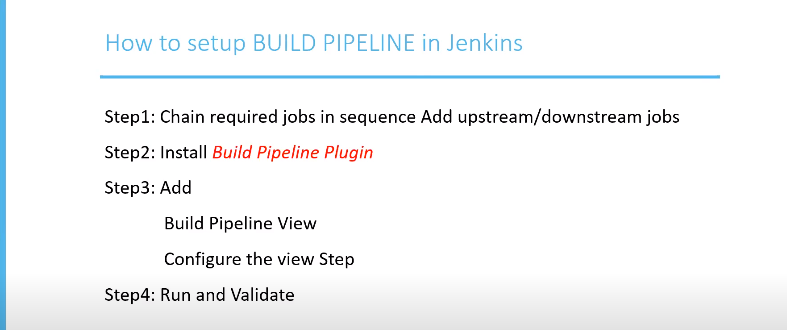 How to setup BUILD PIPELINE in Jenkins
Step1: Chain required jobs in sequence Add upstream/downstream jobs
Step2: Install Build Pipeline Plugin
Step3: Add
Build Pipeline View
Configure the view Step
Step4: Run and Validate